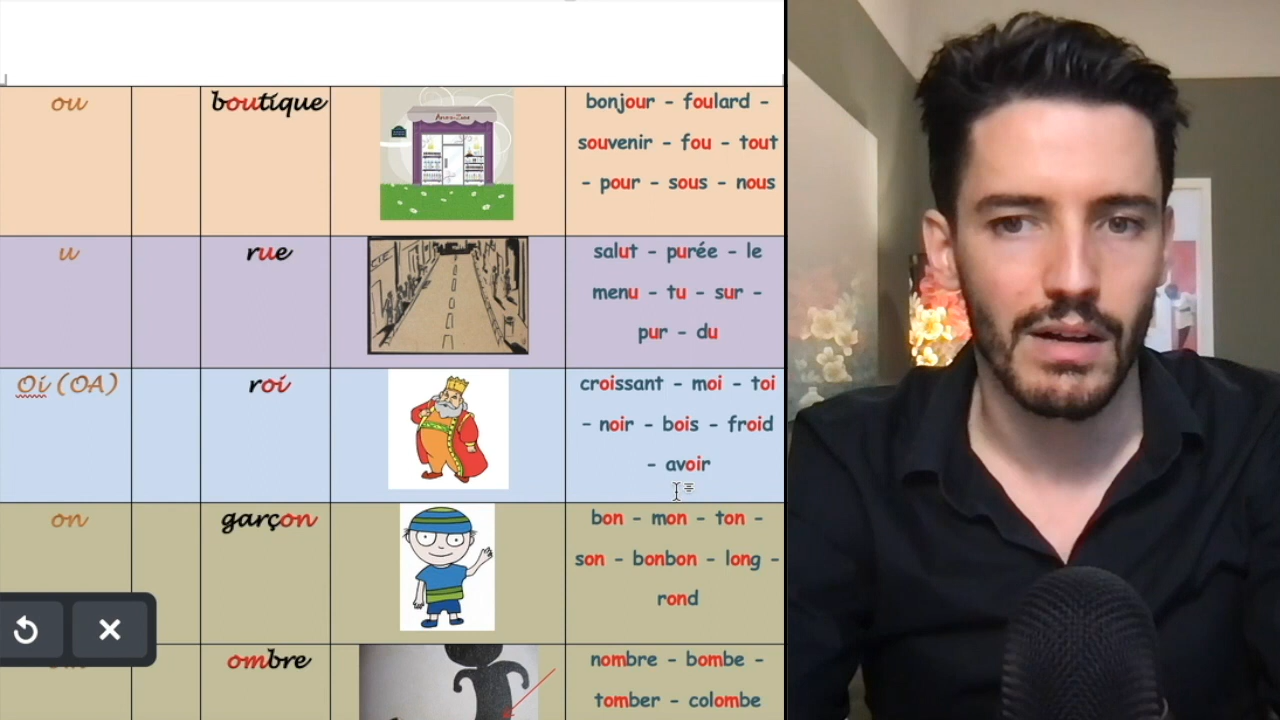 ou
boutique
bonjour - foulard -
souvenir - fou - tout
- pour - sous - nous
u
rue
salut - purée - le
menu - tu - sur -
pur - du
Oi (OA)
roi
croissant - moi - toi
- noir - bois - froid
- avoir
on
garçon
bon - mon - ton -
son - bonbon - long -
rond
ombre
nombre - bombe -
tomber - colombe